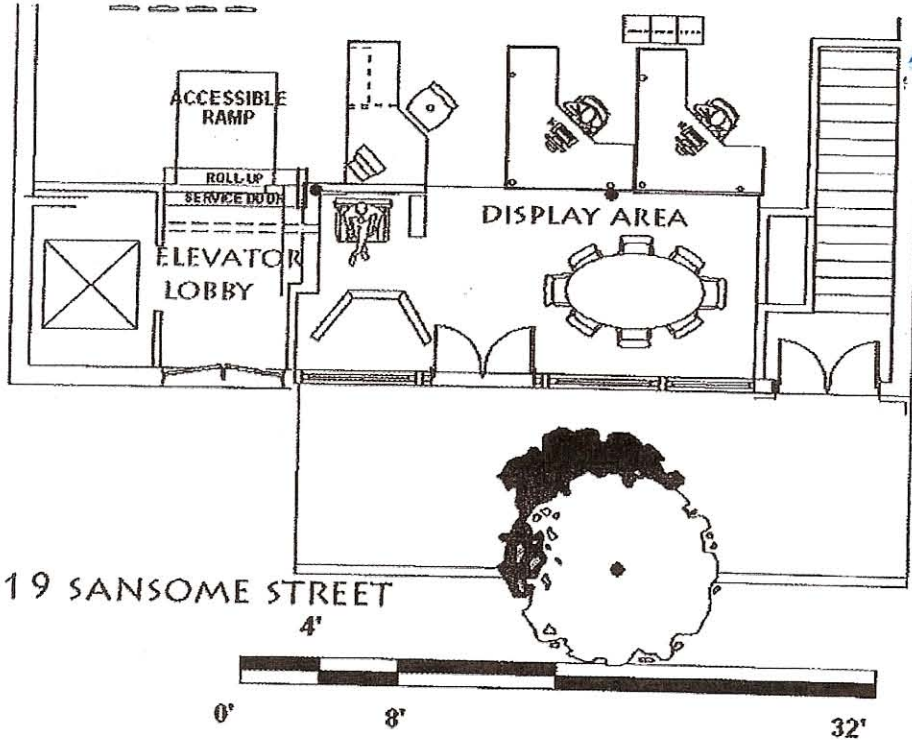 ACCESSIBLE
RAMP
ROLL-UP
SERVICE DOOR
DISPLAY AREA
ELEVATOR
LOBBY
19 SANSOME STREET
4'
0'
8'
32'